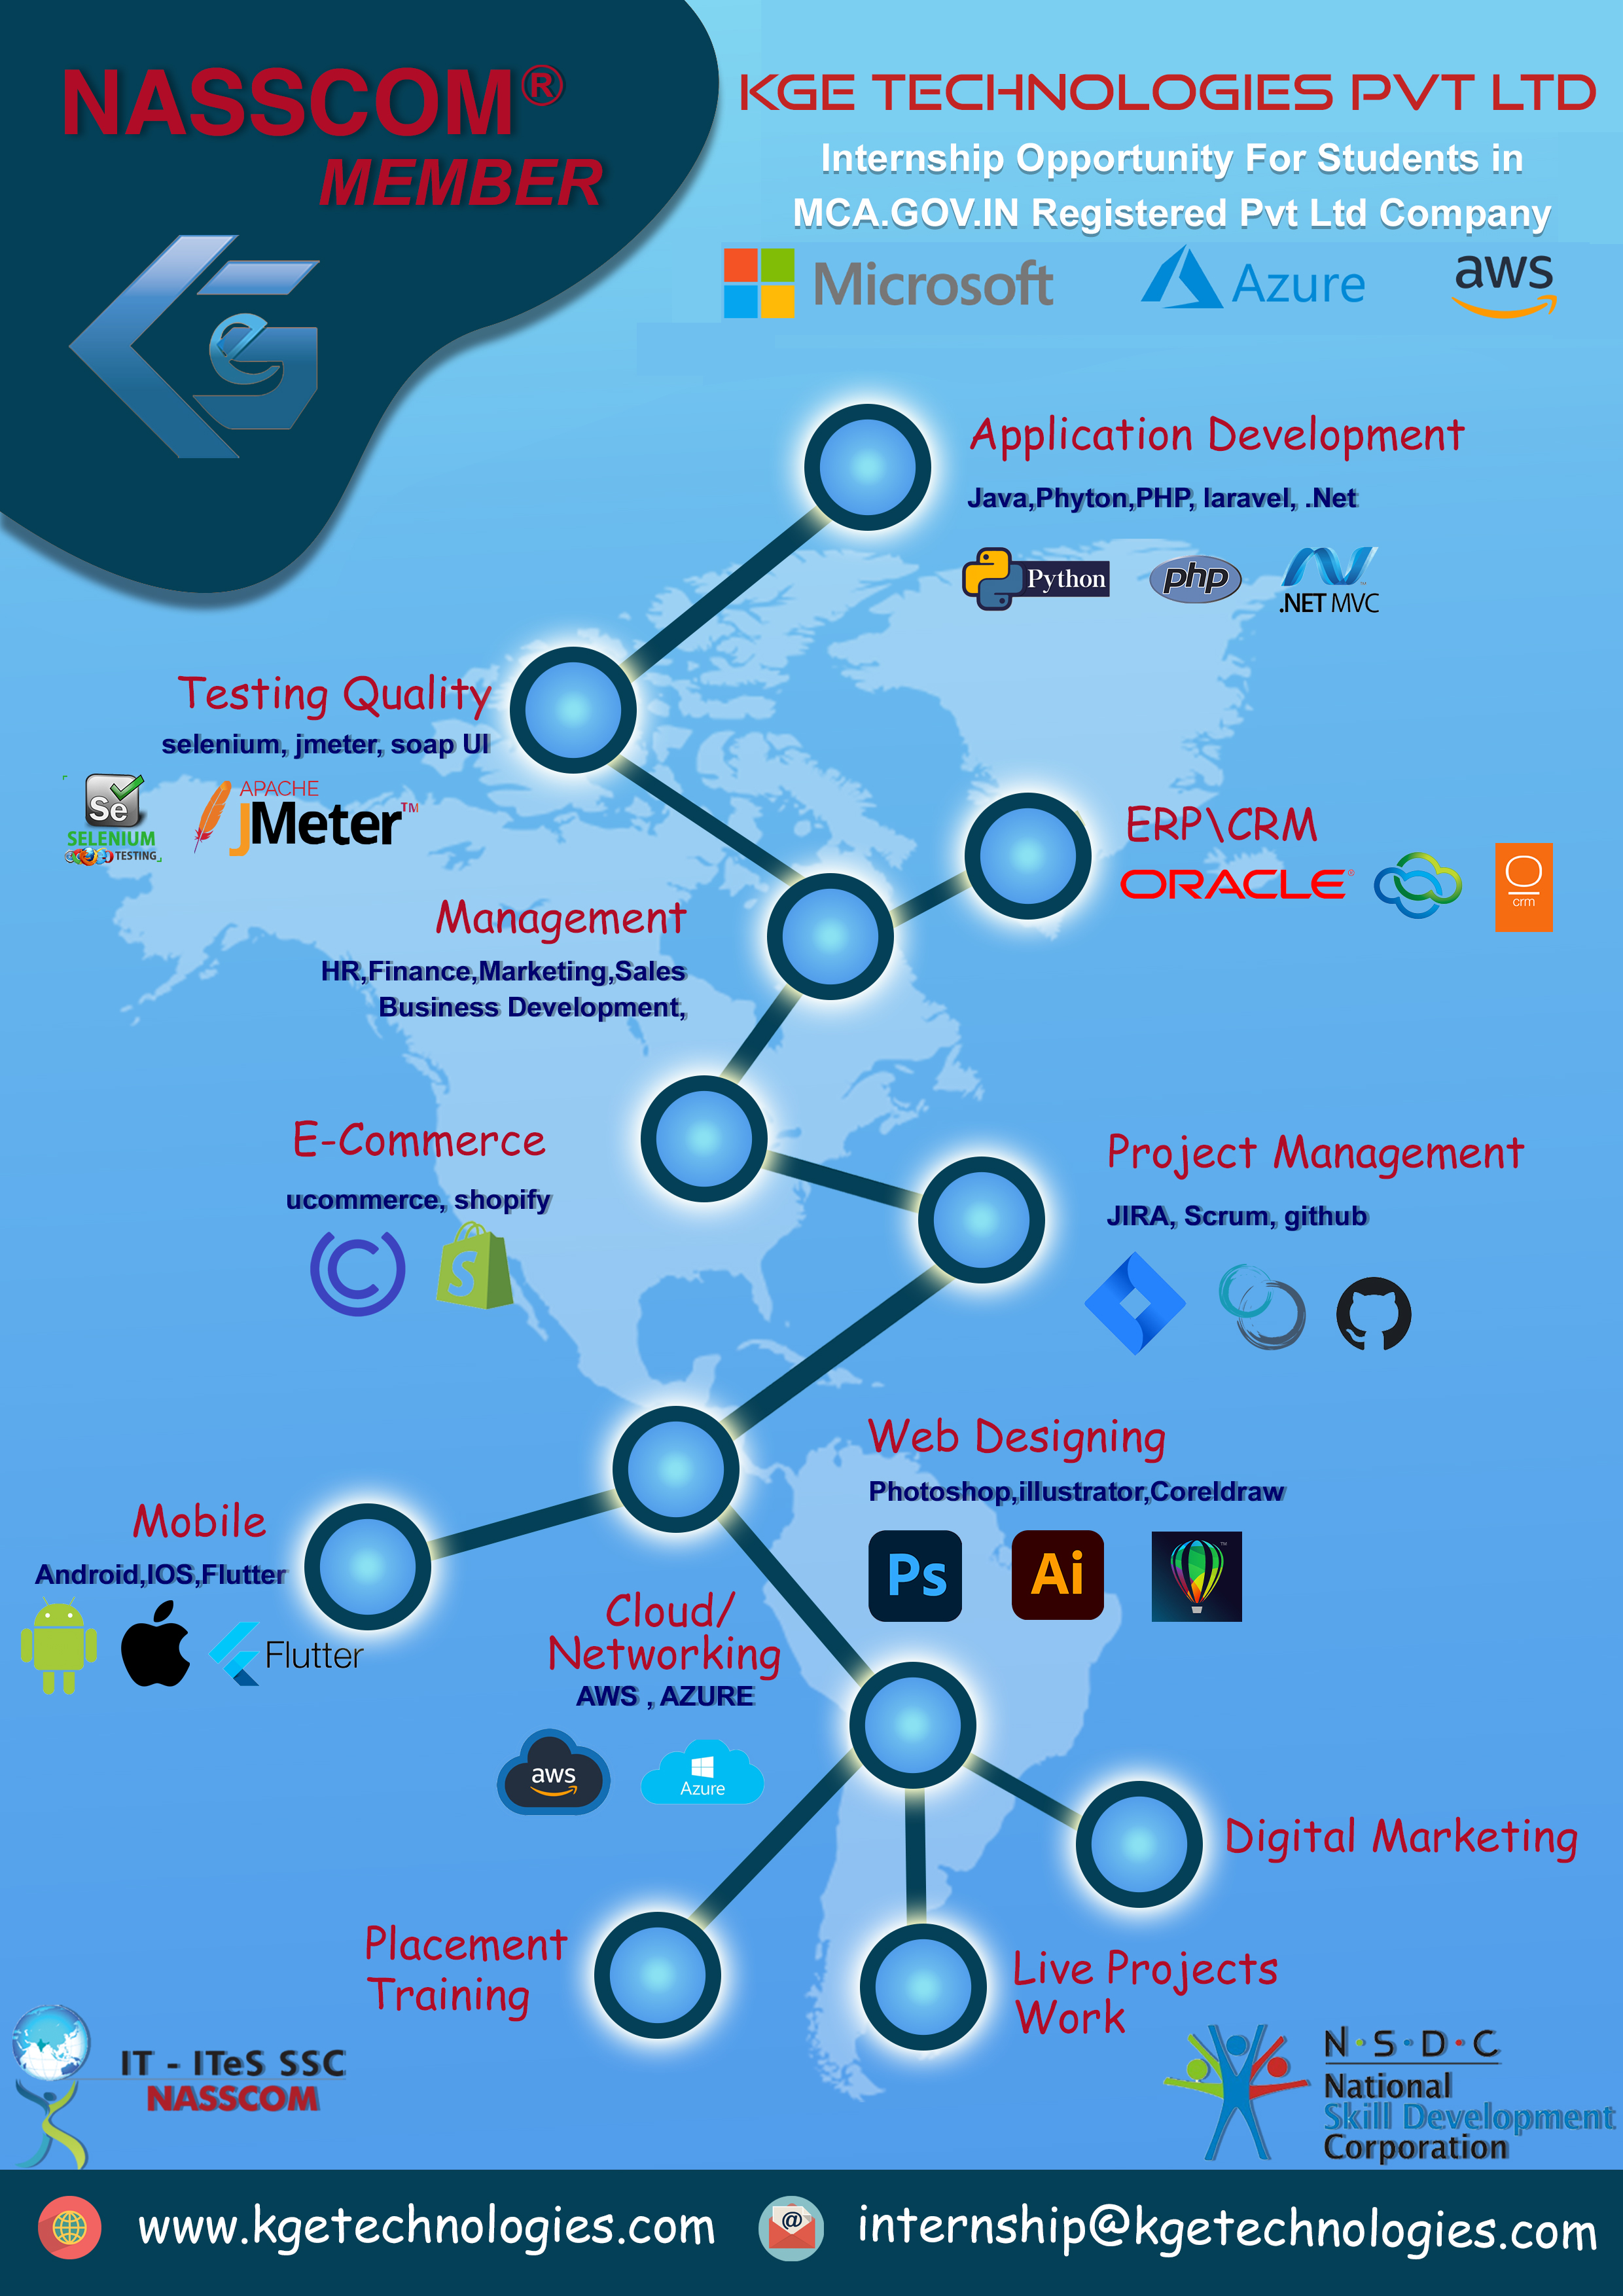 NASSCOM®
MEMBER
KGe
KGE TECHNOLOGIES PVT LTD
Internship Opportunity For Students in
MCA.GOV.IN Registered Pvt Ltd Company
Microsoft
Azure
aws
Application Development
Java,Phyton,PHP, laravel, .Net
Python
php
.NET MVC
Testing Quality
selenium, jmeter, soap UI
Se
SELENIUM
TESTING
APACHE
JMeter™
ERP\CRM
ORACLE®
crm
Management
HR,Finance,Marketing,Sales
Business Development,
E-Commerce
ucommerce, shopify
C
S
Project Management
JIRA, Scrum, github
Web Designing
Photoshop,illustrator,Coreldraw
Ps
Ai
Mobile
Android,IOS,Flutter
Flutter
Cloud/
Networking
AWS , AZURE
aws
Azure
Digital Marketing
Placement
Training
Live Projects
Work
IT - ITeS SSC
NASSCOM
N·S·D·C
National
Skill Development
Corporation
www.kgetechnologies.com
@
internship@kgetechnologies.com